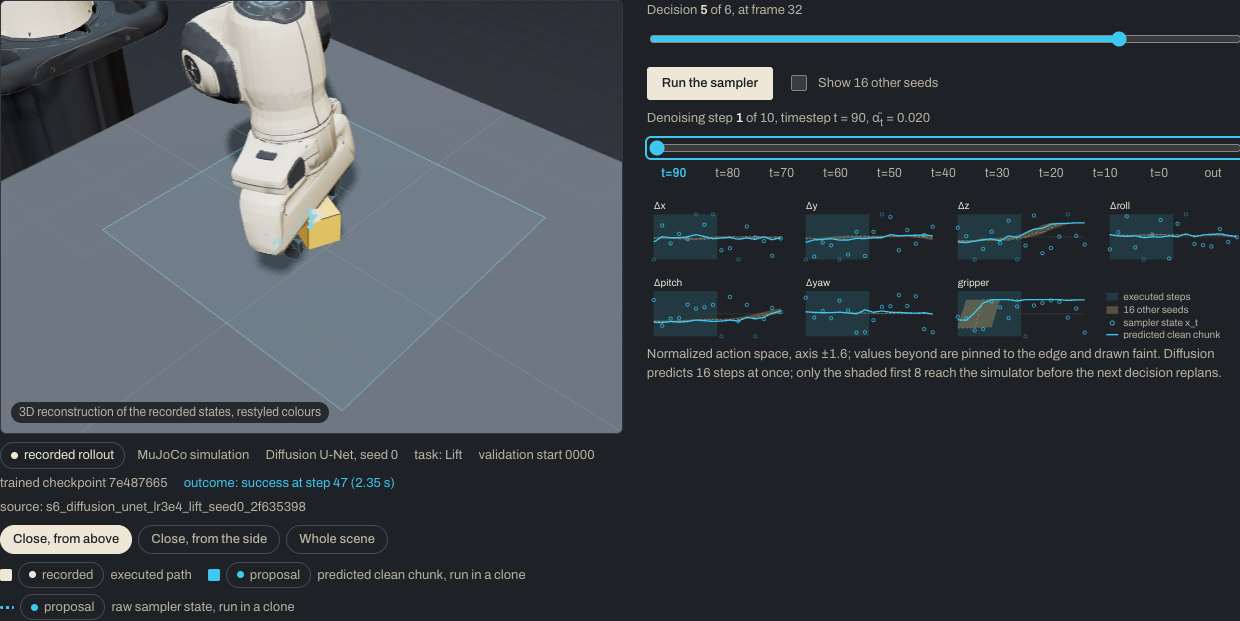 Decision 5 of 6, at frame 32
Run the sampler
Show 16 other seeds
Denoising step 1 of 10, timestep t = 90, ᾱt = 0.020
t=90 t=80 t=70 t=60 t=50 t=40 t=30 t=20 t=10 t=0 out
Δx Δy Δz Δroll
Δpitch Δyaw gripper
executed steps
16 other seeds
sampler state x_t
predicted clean chunk
Normalized action space, axis ±1.6; values beyond are pinned to the edge and drawn faint. Diffusion
predicts 16 steps at once; only the shaded first 8 reach the simulator before the next decision replans.
3D reconstruction of the recorded states, restyled colours
recorded rollout MuJoCo simulation Diffusion U-Net, seed 0 task: Lift validation start 0000
trained checkpoint 7e487665 outcome: success at step 47 (2.35 s)
source: s6_diffusion_unet_lr3e4_lift_seed0_2f635398
Close, from above Close, from the side Whole scene
recorded executed path proposal predicted clean chunk, run in a clone
proposal raw sampler state, run in a clone